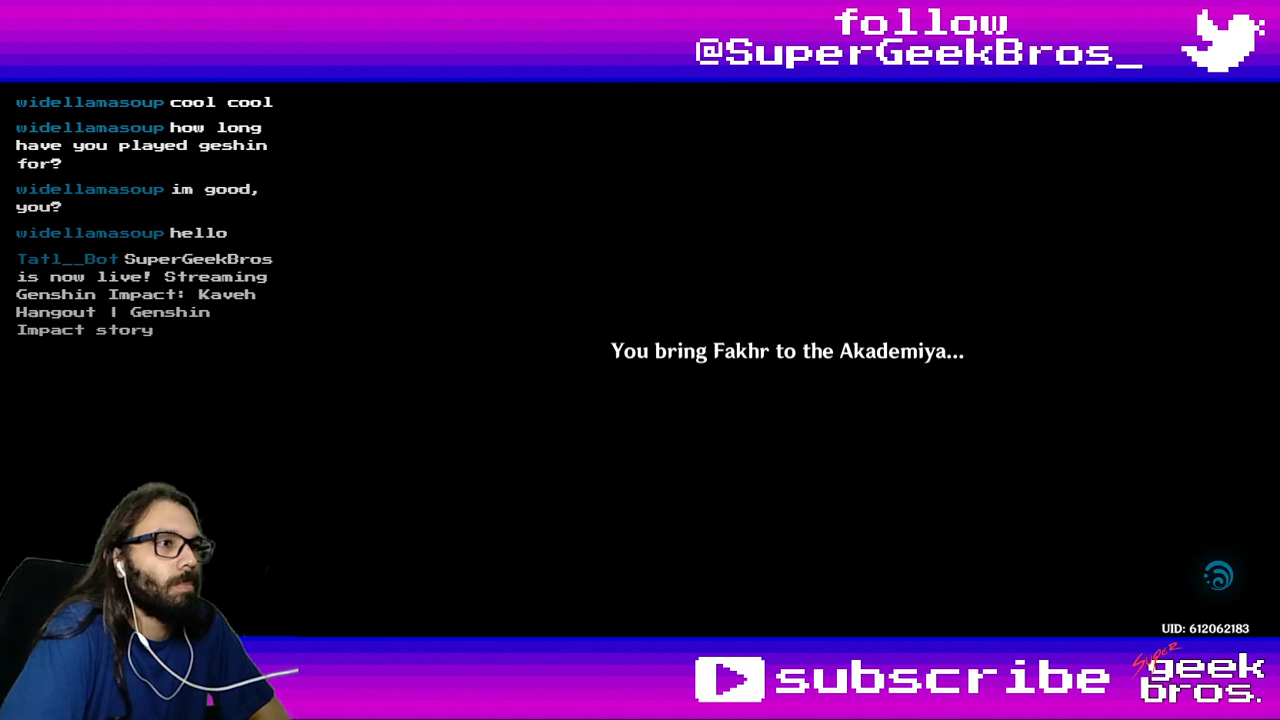 follow
@SuperGeekBros_
widellamasoup cool cool
widellamasoup how long
have you played geshin
for?
widellamasoup im good,
you?
widellamasoup hello
Tatl__Bot SuperGeekBros
is now live! Streaming
Genshin Impact: Kaveh
Hangout | Genshin
Impact story
You bring Fakhr to the Akademiya...
UID: 612062183
subscribe
SUPER
geek
bros.